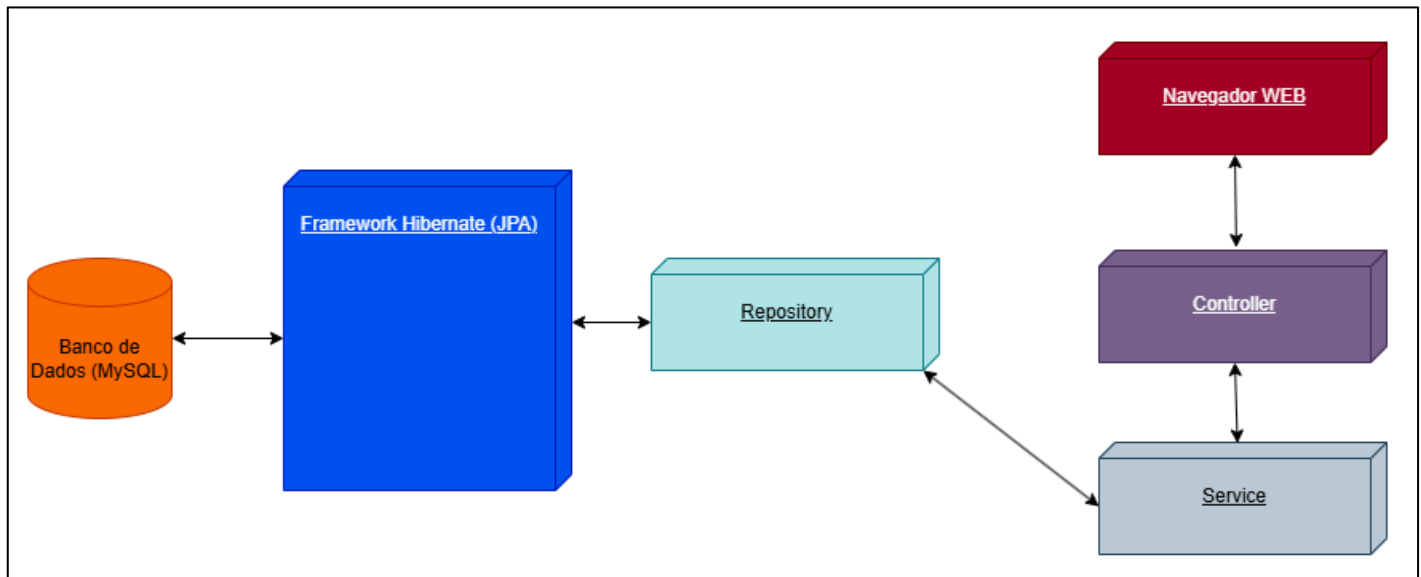 Navegador WEB
Framework Hibernate (JPA)
Repository
Controller
Banco de
Dados (MySQL)
Service